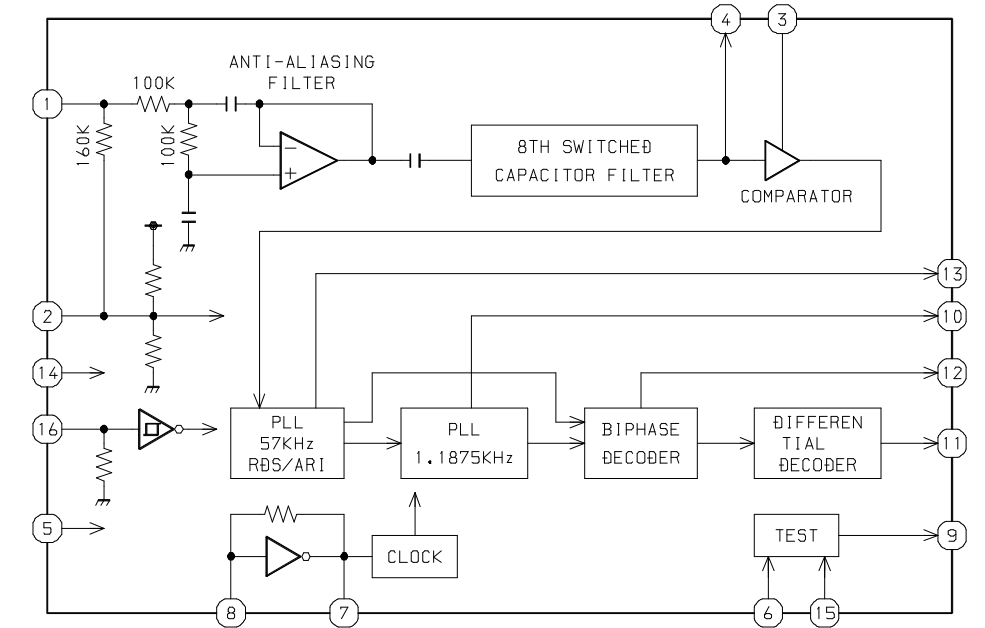 4
3
ANTI-ALIASING
FILTER
100K
1
160K
100K
−
+
8TH SWITCHED
CAPACITOR FILTER
COMPARATOR
13
2
10
14
12
16
PLL
57KHz
RDS/ARI
PLL
1.1875KHz
BIPHASE
DECODER
DIFFEREN
TIAL
DECODER
11
5
CLOCK
TEST
9
8
7
6
15